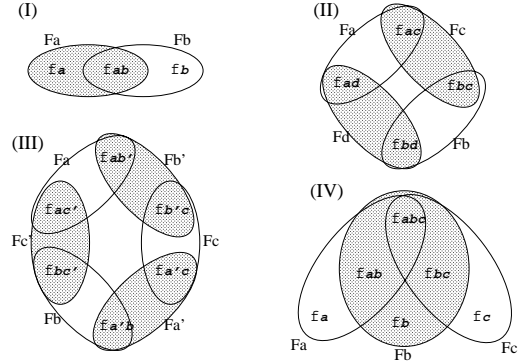 (I)
Fa Fb
fa fab fb
(II)
Fa fac Fc
fad fbc
Fd fbd Fb
(III)
Fa fab' Fb'
fac' fb'c
Fc' Fc
fbc' fa'c
Fb fa'b Fa'
(IV)
fabc
fab fbc
fa fb fc
Fa Fb Fc